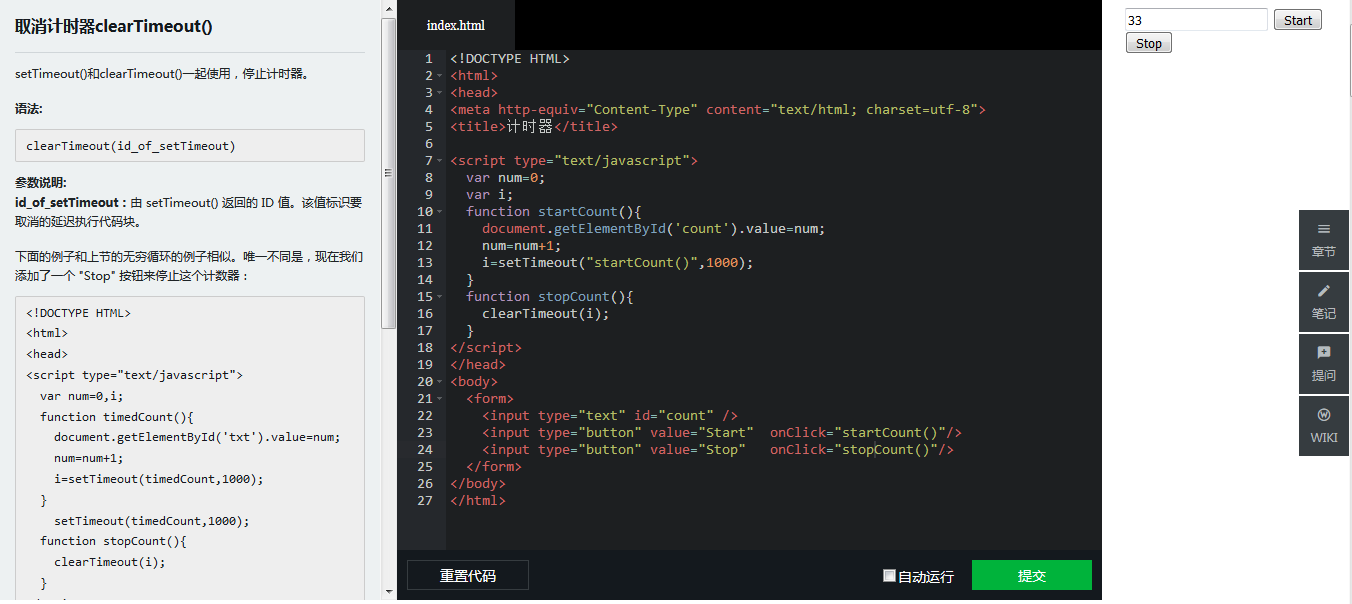 取消计时器clearTimeout()
setTimeout()和clearTimeout()一起使用，停止计时器。
语法:
clearTimeout(id_of_setTimeout)
参数说明:
id_of_setTimeout：由 setTimeout() 返回的 ID 值。该值标识要
取消的延迟执行代码块。
下面的例子和上节的无穷循环的例子相似。唯一不同是，现在我们
添加了一个 "Stop" 按钮来停止这个计数器：
<!DOCTYPE HTML>
<html>
<head>
<script type="text/javascript">
var num=0,i;
function timedCount(){
document.getElementById('txt').value=num;
num=num+1;
i=setTimeout(timedCount,1000);
}
setTimeout(timedCount,1000);
function stopCount(){
clearTimeout(i);
}
index.html
1 <!DOCTYPE HTML>
2 <html>
3 <head>
4 <meta http-equiv="Content-Type" content="text/html; charset=utf-8">
5 <title>计时器</title>
6
7 <script type="text/javascript">
8 var num=0;
9 var i;
10 function startCount(){
11 document.getElementById('count').value=num;
12 num=num+1;
13 i=setTimeout("startCount()",1000);
14 }
15 function stopCount(){
16 clearTimeout(i);
17 }
18 </script>
19 </head>
20 <body>
21 <form>
22 <input type="text" id="count" />
23 <input type="button" value="Start"  onClick="startCount()"/>
24 <input type="button" value="Stop"   onClick="stopCount()"/>
25 </form>
26 </body>
27 </html>
重置代码
自动运行
提交
33
Start
Stop
章节
笔记
提问
WIKI